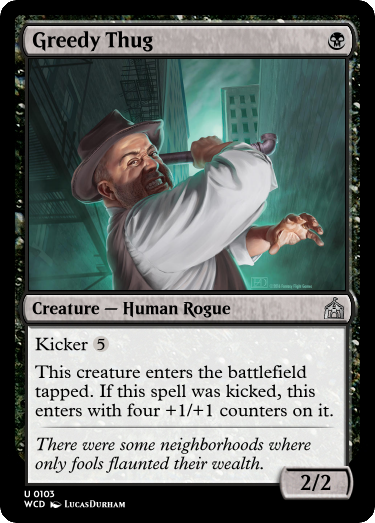 Greedy Thug
Creature — Human Rogue
Kicker 5
This creature enters the battlefield
tapped. If this spell was kicked, this
enters with four +1/+1 counters on it.
There were some neighborhoods where
only fools flaunted their wealth.
2/2
U 0103
WCD LucasDurham